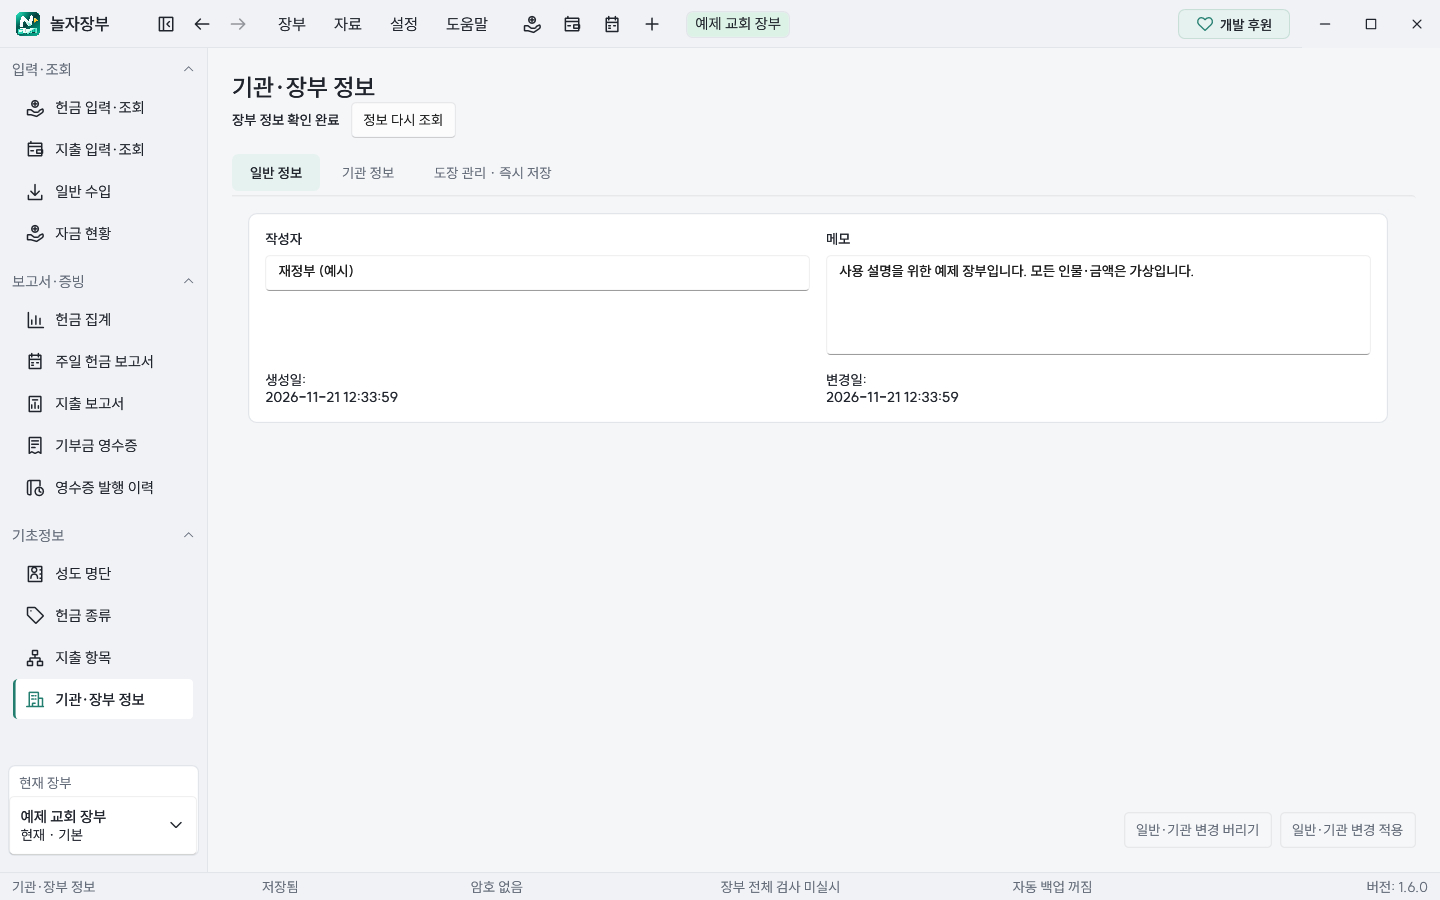 놀자장부
장부 자료 설정 도움말
예제 교회 장부
개발 후원
입력·조회
헌금 입력·조회
지출 입력·조회
일반 수입
자금 현황
보고서·증빙
헌금 집계
주일 헌금 보고서
지출 보고서
기부금 영수증
영수증 발행 이력
기초정보
성도 명단
헌금 종류
지출 항목
기관·장부 정보
현재 장부
예제 교회 장부
현재 · 기본
기관·장부 정보
장부 정보 확인 완료 정보 다시 조회
일반 정보 기관 정보 도장 관리 · 즉시 저장
작성자
재정부 (예시)
메모
사용 설명을 위한 예제 장부입니다. 모든 인물·금액은 가상입니다.
생성일:
2026-11-21 12:33:59
변경일:
2026-11-21 12:33:59
일반·기관 변경 버리기 일반·기관 변경 적용
기관·장부 정보 저장됨 암호 없음 장부 전체 검사 미실시 자동 백업 꺼짐 버전: 1.6.0